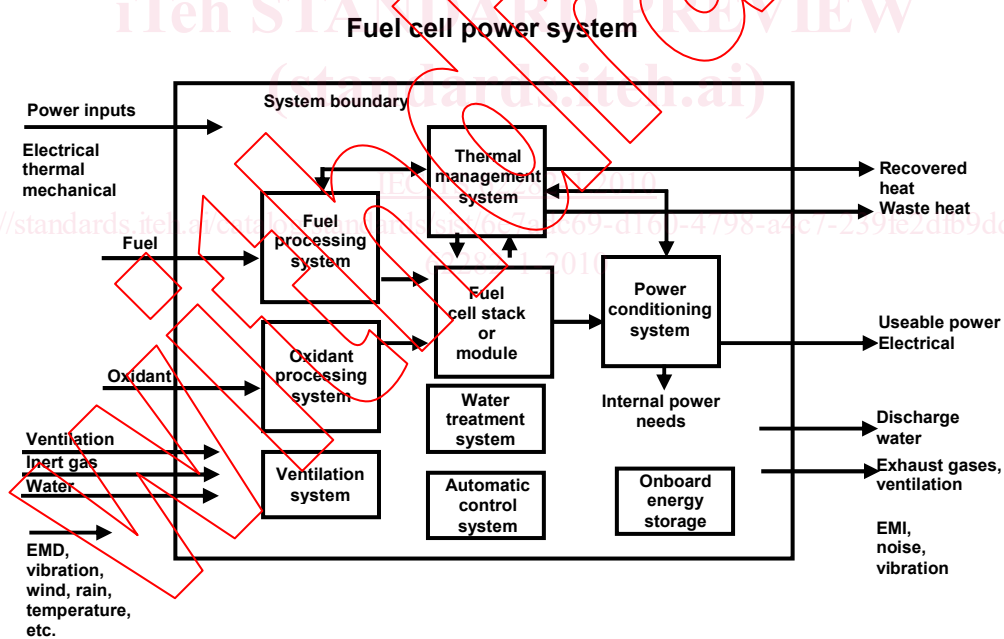 iTeh STANDARD PREVIEW
Fuel cell power system
(standards.iteh.ai)
System boundary
Power inputs
Electrical
thermal
mechanical
Fuel
Oxidant
Ventilation
Inert gas
Water
EMD,
vibration,
wind, rain,
temperature,
etc.
Fuel
processing
system
Oxidant
processing
system
Ventilation
system
Thermal
management
system
Fuel
cell stack
or
module
Water
treatment
system
Automatic
control
system
Power
conditioning
system
Internal power
needs
Onboard
energy
storage
Recovered
heat
Waste heat
Useable power
Electrical
Discharge
water
Exhaust gases,
ventilation
EMI,
noise,
vibration